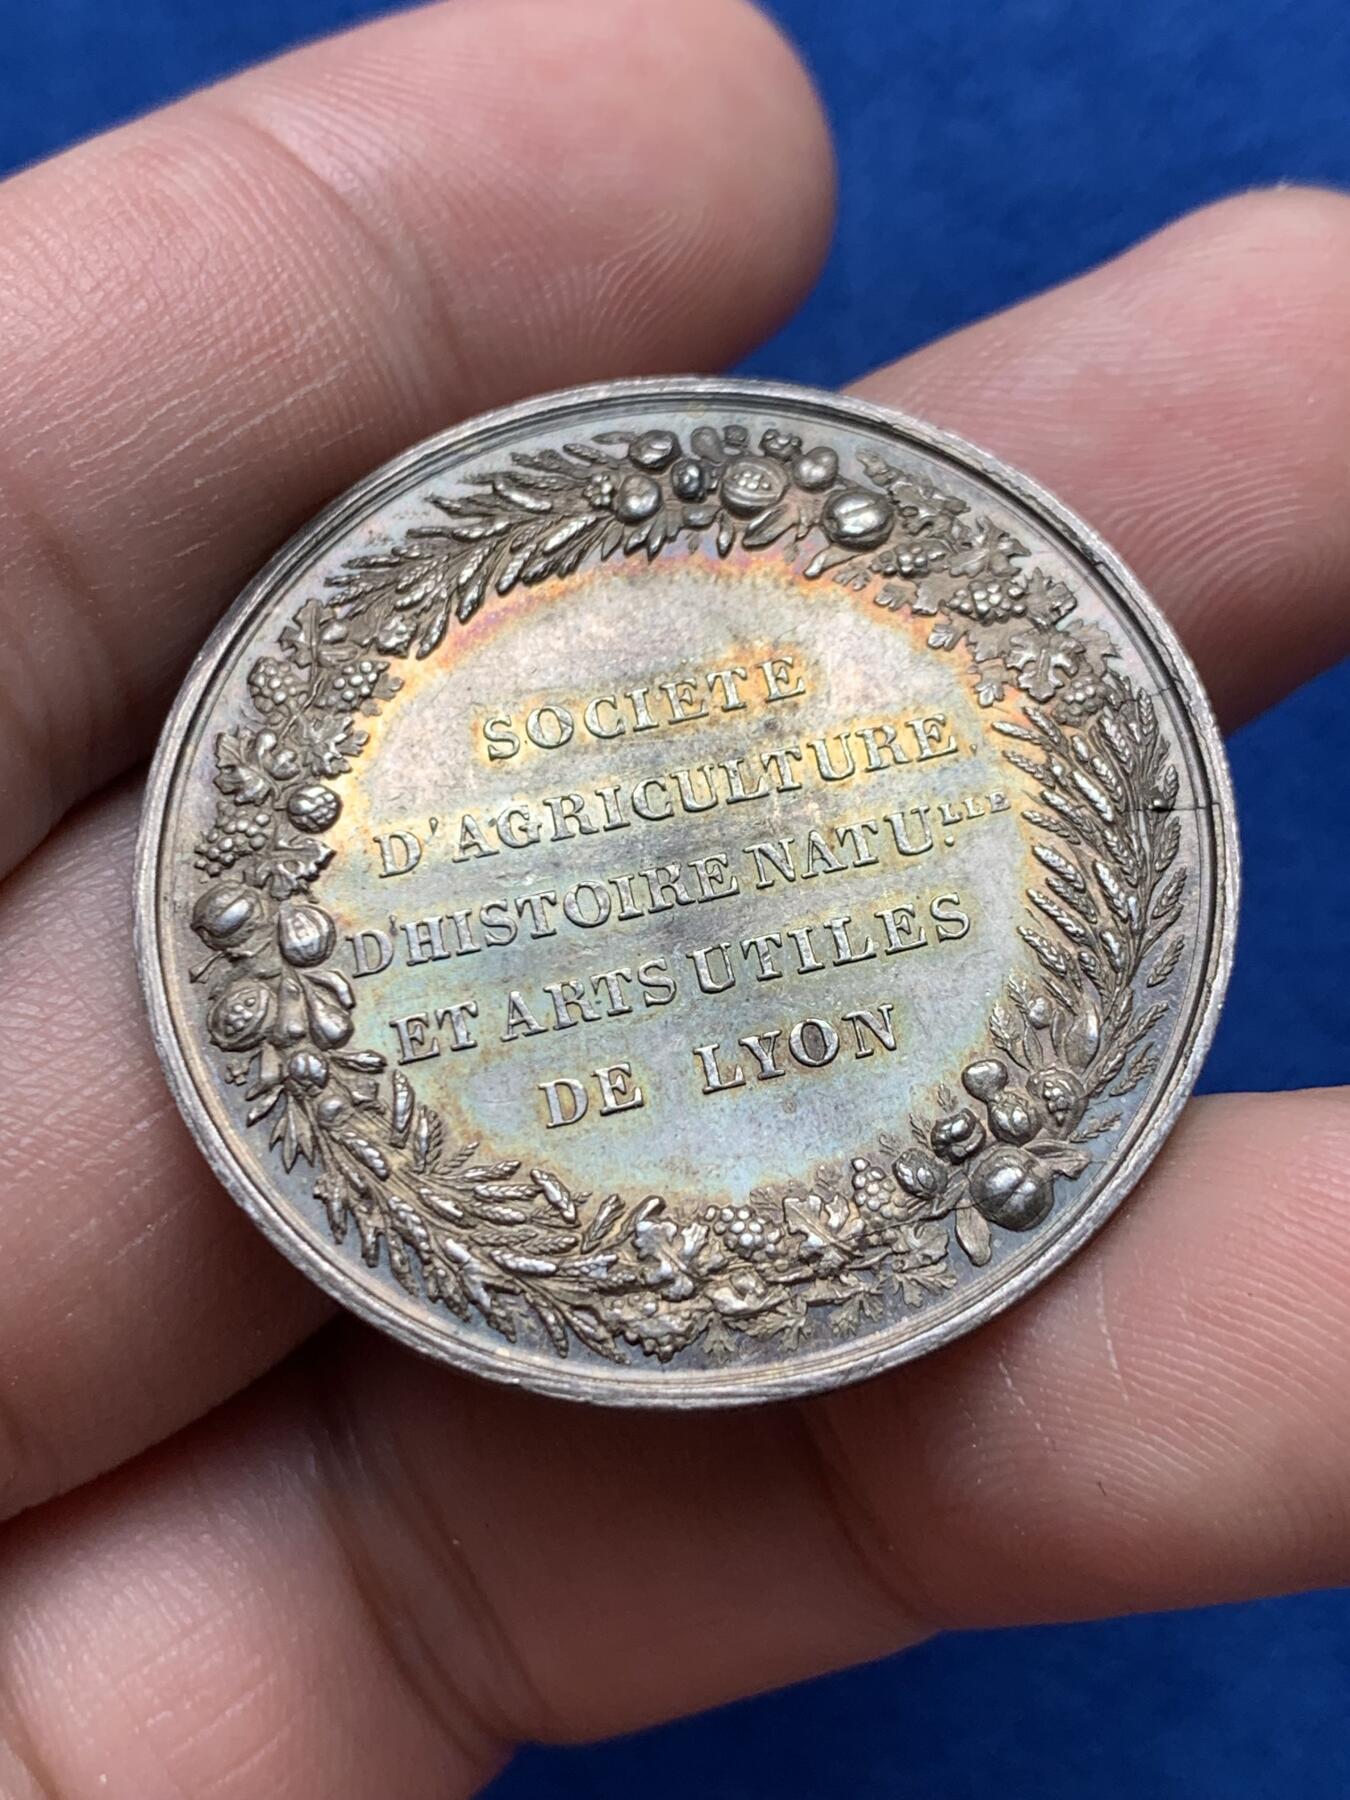 SOCIETE
D'AGRICULTURE
D'HISTOIRE NATU.LLE
ET ARTS UTILES
DE LYON